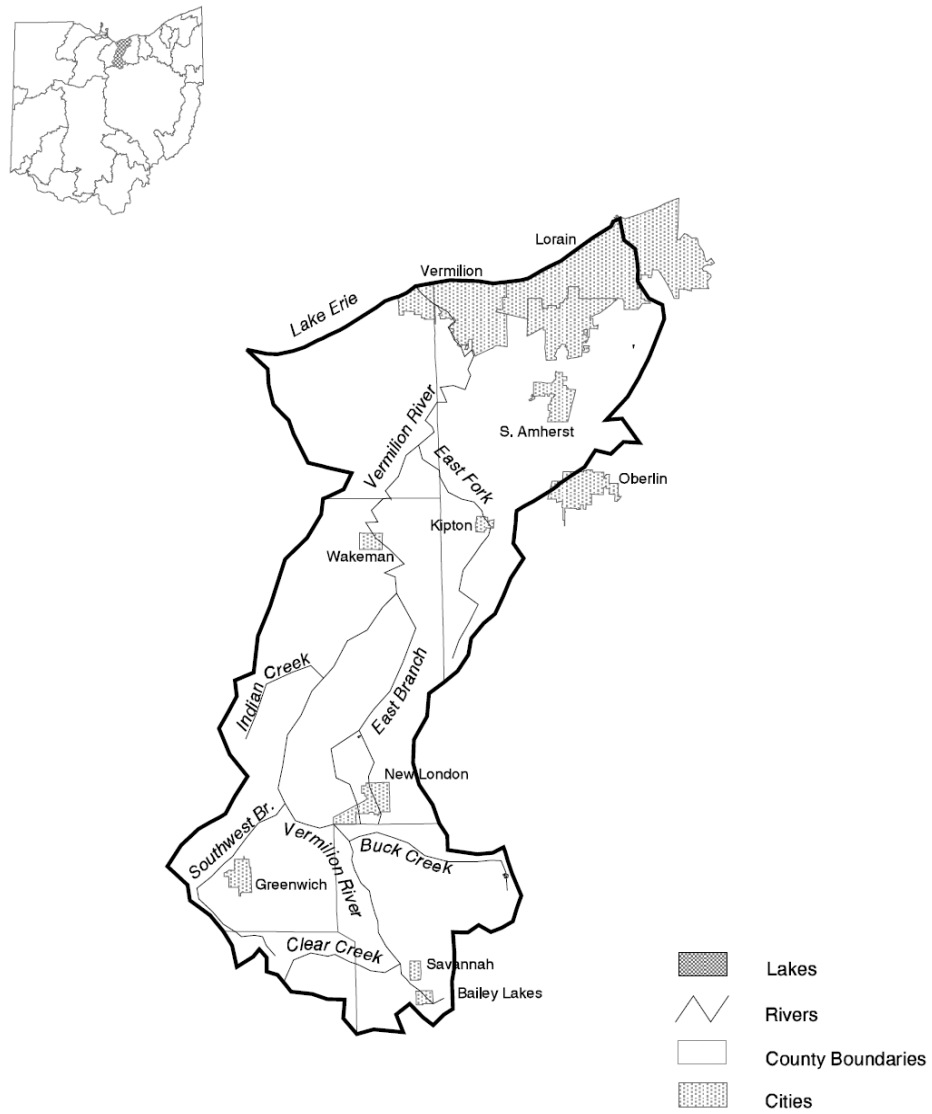 Lorain
Vermilion
Lake Erie
Vermilion River
S. Amherst
East Fork
Oberlin
Kipton
Wakeman
Indian Creek
East Branch
New London
Southwest Br.
Vermilion River
Buck Creek
Greenwich
Clear Creek
Savannah
Bailey Lakes
Lakes
Rivers
County Boundaries
Cities